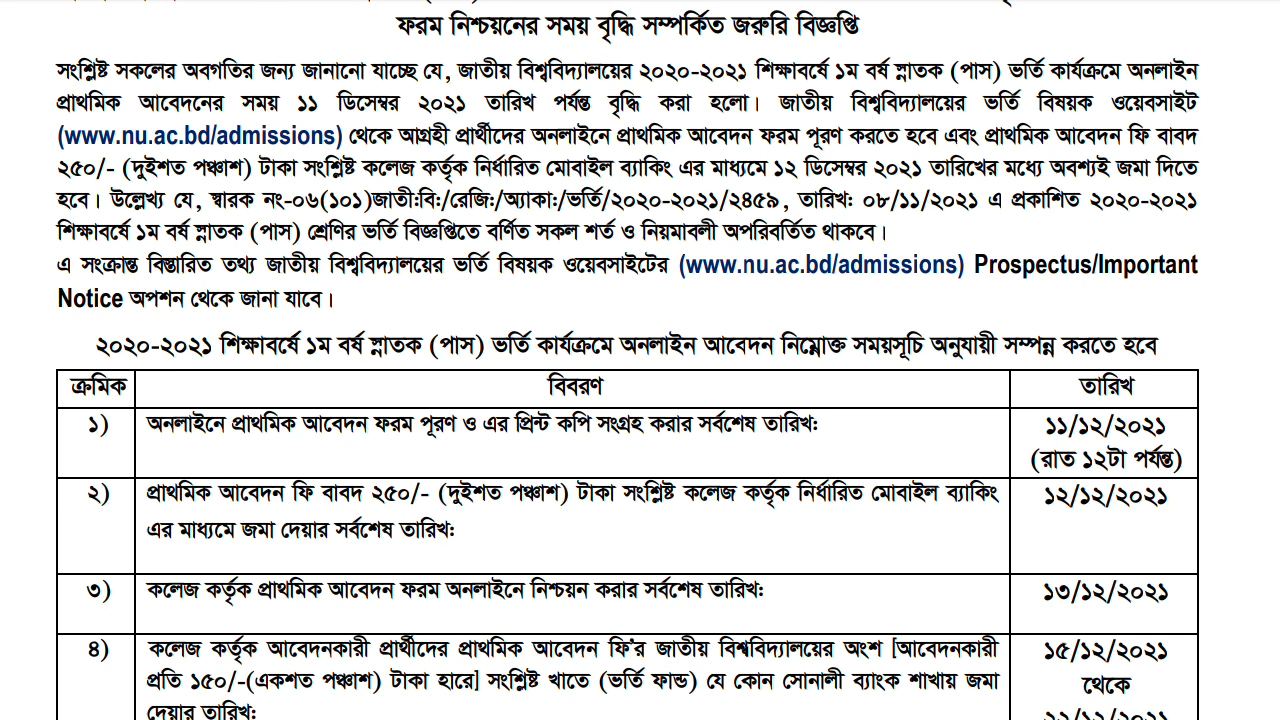 ফরম নিশ্চয়নের সময় বৃদ্ধি সম্পর্কিত জরুরি বিজ্ঞপ্তি
সংশ্লিষ্ট সকলের অবগতির জন্য জানানো যাচ্ছে যে, জাতীয় বিশ্ববিদ্যালয়ের ২০২০-২০২১ শিক্ষাবর্ষে ১ম বর্ষ স্নাতক (পাস) ভর্তি কার্যক্রমে অনলাইন
প্রাথমিক আবেদনের সময় ১১ ডিসেম্বর ২০২১ তারিখ পর্যন্ত বৃদ্ধি করা হলো। জাতীয় বিশ্ববিদ্যালয়ের ভর্তি বিষয়ক ওয়েবসাইট
(www.nu.ac.bd/admissions) থেকে আগ্রহী প্রার্থীদের অনলাইনে প্রাথমিক আবেদন ফরম পূরণ করতে হবে এবং প্রাথমিক আবেদন ফি বাবদ
২৫০/- (দুইশত পঞ্চাশ) টাকা সংশ্লিষ্ট কলেজ কর্তৃক নির্ধারিত মোবাইল ব্যাকিং এর মাধ্যমে ১২ ডিসেম্বর ২০২১ তারিখের মধ্যে অবশ্যই জমা দিতে
হবে। উল্লেখ্য যে, স্বারক নং-০৬(১০১)জাতী:বি:/রেজি:/অ্যাকা:/ভর্তি/২০২০-২০২১/২৪৫৯, তারিখ: ০৮/১১/২০২১ এ প্রকাশিত ২০২০-২০২১
শিক্ষাবর্ষে ১ম বর্ষ স্নাতক (পাস) শ্রেণির ভর্তি বিজ্ঞপ্তিতে বর্ণিত সকল শর্ত ও নিয়মাবলী অপরিবর্তিত থাকবে।
এ সংক্রান্ত বিস্তারিত তথ্য জাতীয় বিশ্ববিদ্যালয়ের ভর্তি বিষয়ক ওয়েবসাইটের (www.nu.ac.bd/admissions) Prospectus/Important
Notice অপশন থেকে জানা যাবে।
২০২০-২০২১ শিক্ষাবর্ষে ১ম বর্ষ স্নাতক (পাস) ভর্তি কার্যক্রমে অনলাইন আবেদন নিম্নোক্ত সময়সূচি অনুযায়ী সম্পন্ন করতে হবে
ক্রমিক বিবরণ তারিখ
১) অনলাইনে প্রাথমিক আবেদন ফরম পূরণ ও এর প্রিন্ট কপি সংগ্রহ করার সর্বশেষ তারিখ: ১১/১২/২০২১
(রাত ১২টা পর্যন্ত)
২) প্রাথমিক আবেদন ফি বাবদ ২৫০/- (দুইশত পঞ্চাশ) টাকা সংশ্লিষ্ট কলেজ কর্তৃক নির্ধারিত মোবাইল ব্যাকিং ১২/১২/২০২১
এর মাধ্যমে জমা দেয়ার সর্বশেষ তারিখ:
৩) কলেজ কর্তৃক প্রাথমিক আবেদন ফরম অনলাইনে নিশ্চয়ন করার সর্বশেষ তারিখ: ১৩/১২/২০২১
৪) কলেজ কর্তৃক আবেদনকারী প্রার্থীদের প্রাথমিক আবেদন ফি'র জাতীয় বিশ্ববিদ্যালয়ের অংশ [আবেদনকারী ১৫/১২/২০২১
প্রতি ১৫০/-(একশত পঞ্চাশ) টাকা হারে] সংশ্লিষ্ট খাতে (ভর্তি ফান্ড) যে কোন সোনালী ব্যাংক শাখায় জমা থেকে
দেয়ার তারিখ: